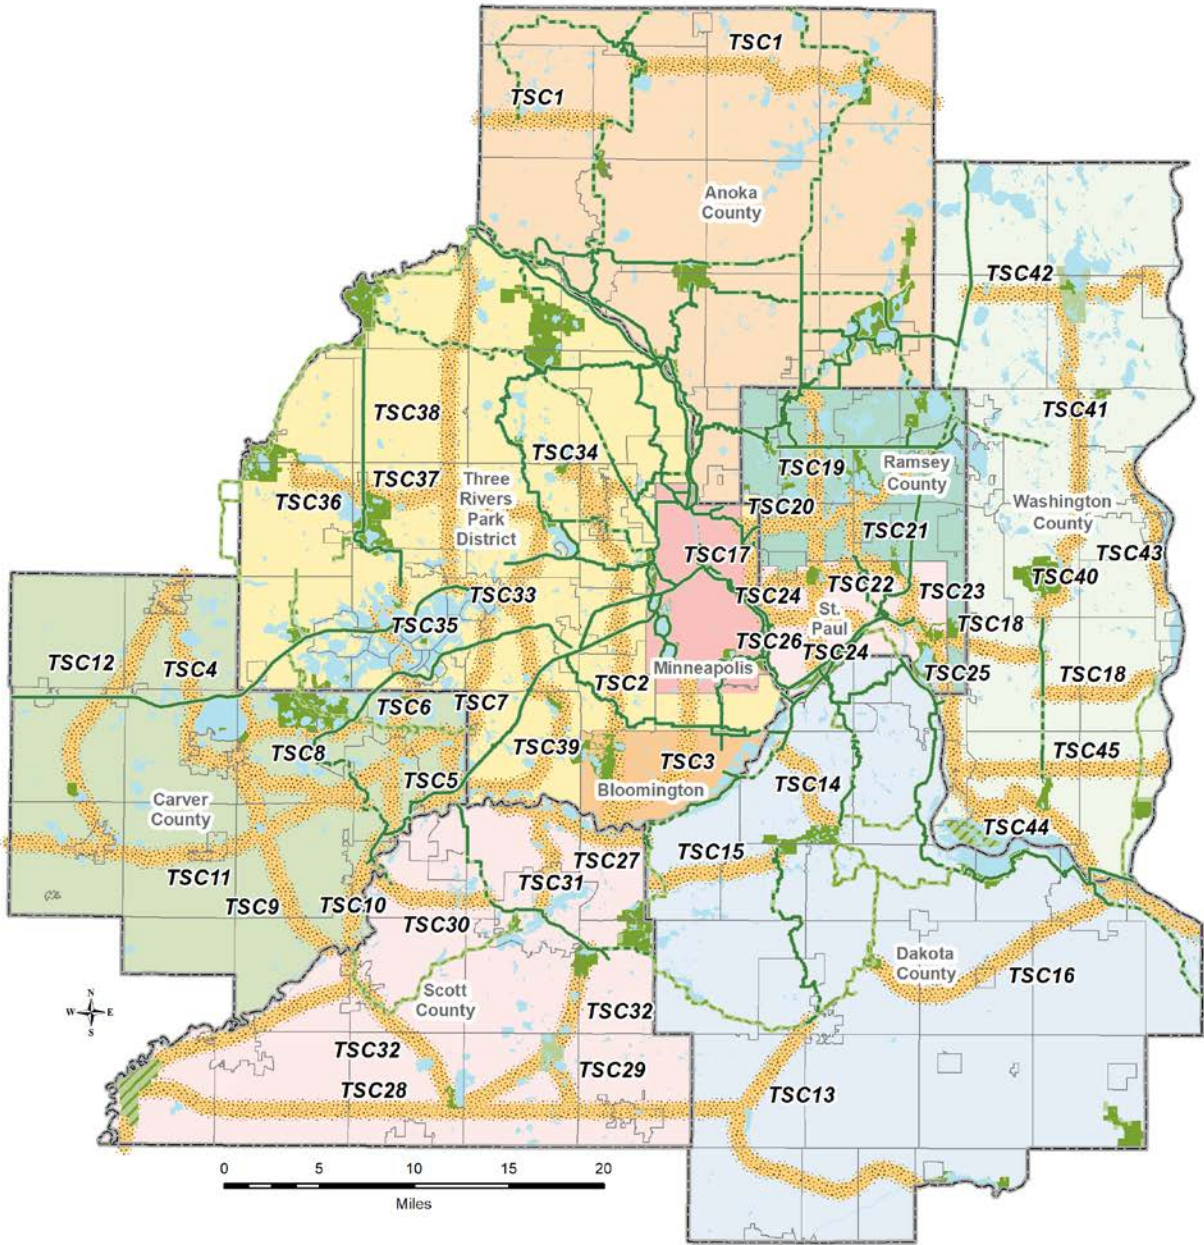 TSC1
TSC1
Anoka
County
TSC42
TSC38
TSC41
TSC34
TSC19
Ramsey
County
TSC37
Three
Rivers
Park
District
TSC36
TSC20
Washington
County
TSC21
TSC17
TSC43
TSC22
TSC40
TSC33
TSC24
TSC23
St.
Paul
TSC35
TSC18
TSC26
TSC24
TSC12
TSC4
Minneapolis
TSC25
TSC18
TSC2
TSC6
TSC7
TSC8
TSC39
TSC3
TSC45
TSC5
TSC14
Bloomington
Carver
County
TSC44
TSC15
TSC27
TSC11
TSC31
TSC9
TSC10
TSC30
Dakota
County
TSC16
Scott
County
N
W E
S
TSC32
TSC32
TSC29
TSC28
TSC13
0 5 10 15 20
Miles